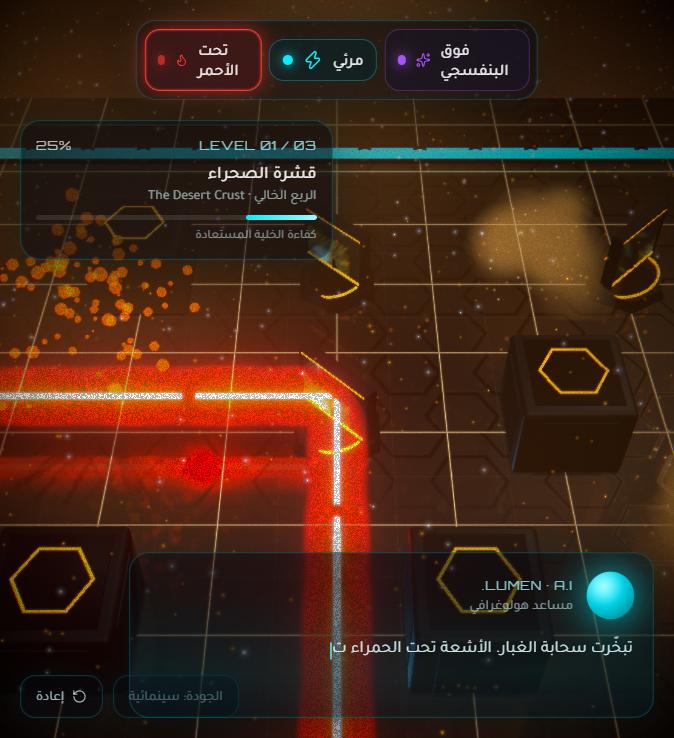 فوق
البنفسجي
مرئي
تحت
الأحمر
LEVEL 01 / 03
25%
قشرة الصحراء
الربع الخالي · The Desert Crust
كفاءة الخلية المستعادة
LUMEN · A.I.
مساعد هولوغرافي
تبخّرت سحابة الغبار. الأشعة تحت الحمراء ت
الجودة: سينمائية
إعادة